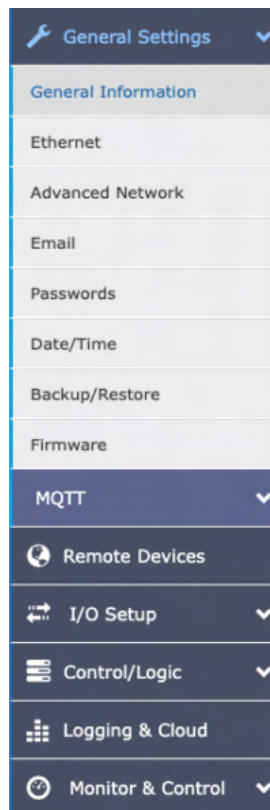 General Settings
General Information
Ethernet
Advanced Network
Email
Passwords
Date/Time
Backup/Restore
Firmware
MQTT
Remote Devices
I/O Setup
Control/Logic
Logging & Cloud
Monitor & Control